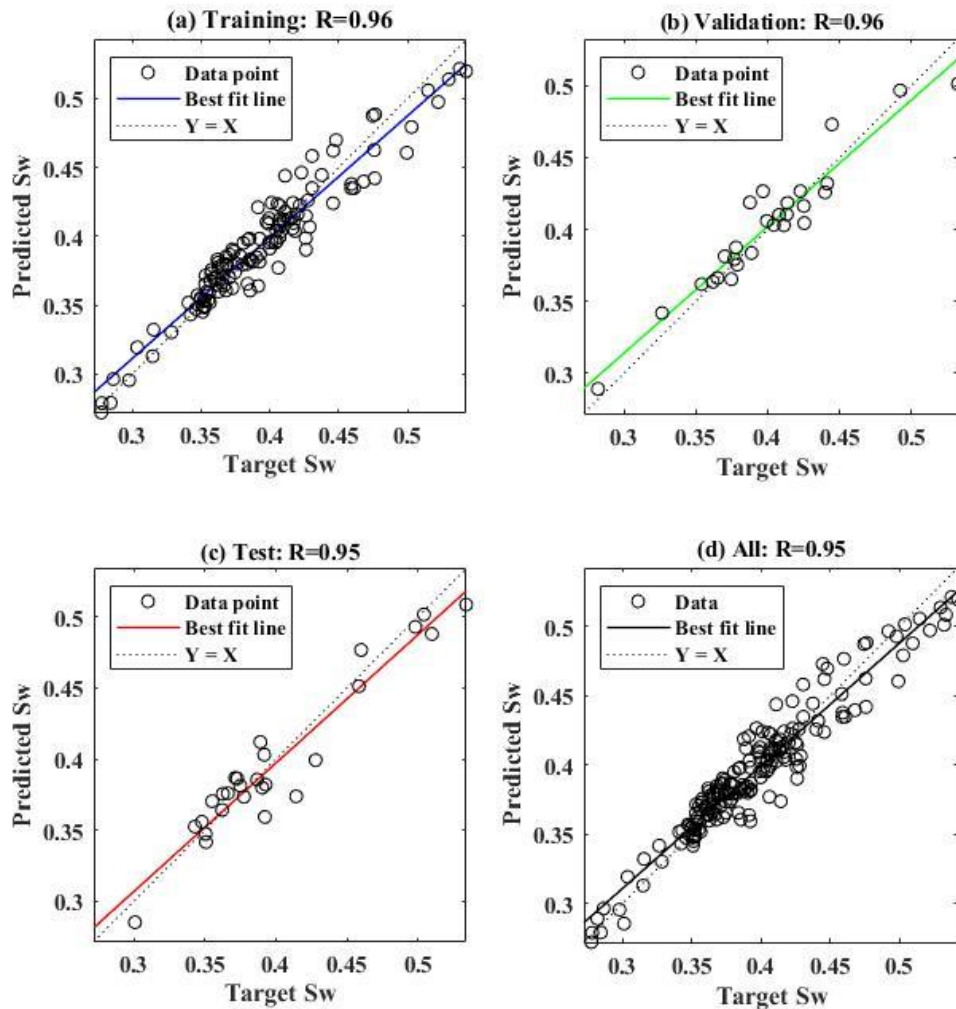 (a) Training: R=0.96
Data point
Best fit line
Y = X
0.5
0.45
0.4
0.35
0.3
Predicted Sw
0.3 0.35 0.4 0.45 0.5
Target Sw
(b) Validation: R=0.96
Data point
Best fit line
Y = X
0.5
0.45
0.4
0.35
0.3
Predicted Sw
0.3 0.35 0.4 0.45 0.5
Target Sw
(c) Test: R=0.95
Data point
Best fit line
Y = X
0.5
0.45
0.4
0.35
0.3
Predicted Sw
0.3 0.35 0.4 0.45 0.5
Target Sw
(d) All: R=0.95
Data
Best fit line
Y = X
0.5
0.45
0.4
0.35
0.3
Predicted Sw
0.3 0.35 0.4 0.45 0.5
Target Sw